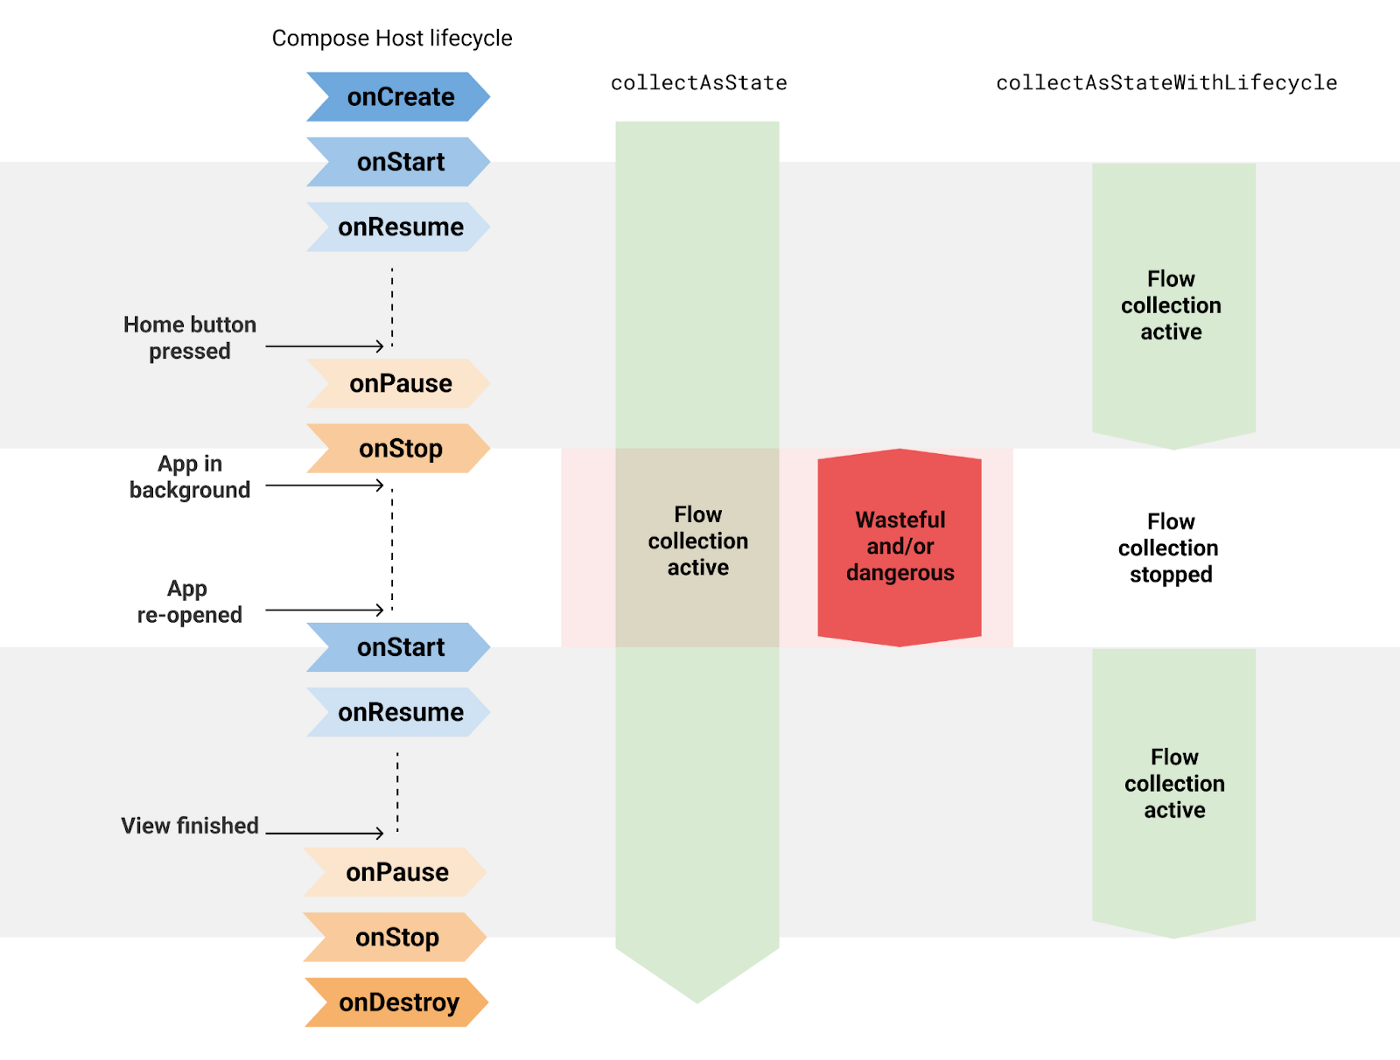 Compose Host lifecycle
collectAsState
collectAsStateWithLifecycle
onCreate
onStart
onResume
Home button
pressed
onPause
onStop
App in
background
App
re-opened
onStart
onResume
View finished
onPause
onStop
onDestroy
Flow
collection
active
Wasteful
and/or
dangerous
Flow
collection
active
Flow
collection
stopped
Flow
collection
active